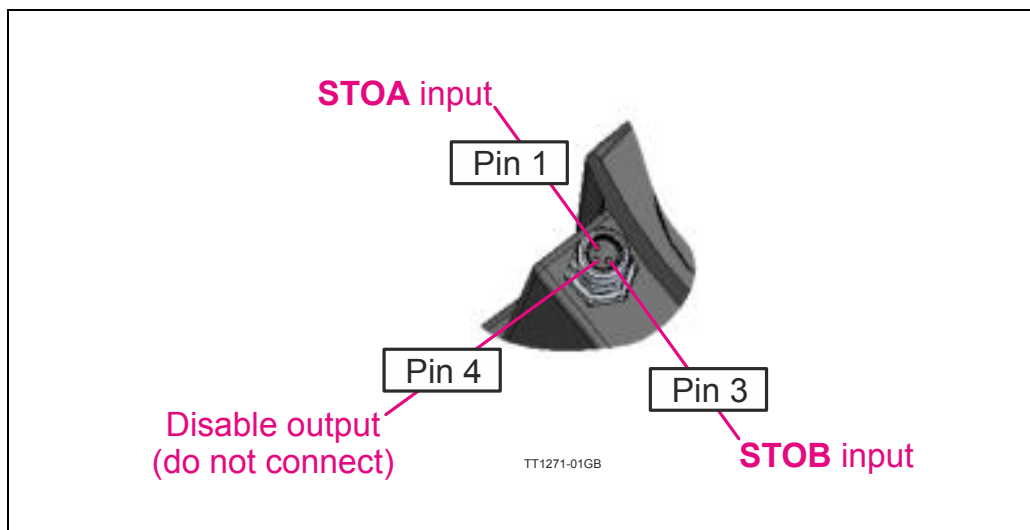 STOA input
Pin 1
Pin 4
Pin 3
Disable output
(do not connect)
TT1271-01GB
STOB input